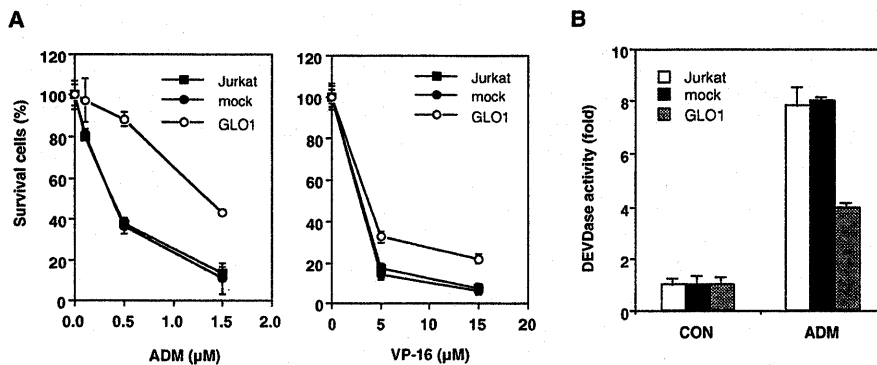 A
B
120
100
80
60
40
20
0
Survival cells (%)
Jurkat
mock
GLO1
0.0
0.5
1.0
1.5
2.0
ADM (µM)
120
100
80
60
40
20
0
Jurkat
mock
GLO1
0
5
10
15
20
VP-16 (µM)
10
8
6
4
2
0
DEVDase activity (fold)
Jurkat
mock
GLO1
CON
ADM